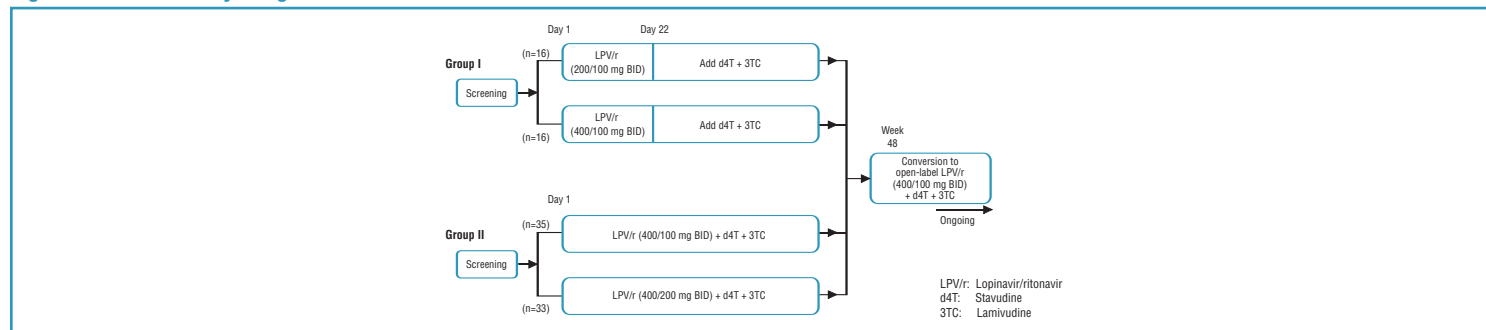 Day 1
Day 22
(n=16)
LPV/r
(200/100 mg BID)
Add d4T + 3TC
Group I
Screening
LPV/r
(400/100 mg BID)
Add d4T + 3TC
(n=16)
Week
48
Conversion to
open-label LPV/r
(400/100 mg BID)
+ d4T + 3TC
Ongoing
Day 1
(n=35)
LPV/r (400/100 mg BID) + d4T + 3TC
Group II
Screening
LPV/r (400/200 mg BID) + d4T + 3TC
(n=33)
LPV/r: Lopinavir/ritonavir
d4T: Stavudine
3TC: Lamivudine